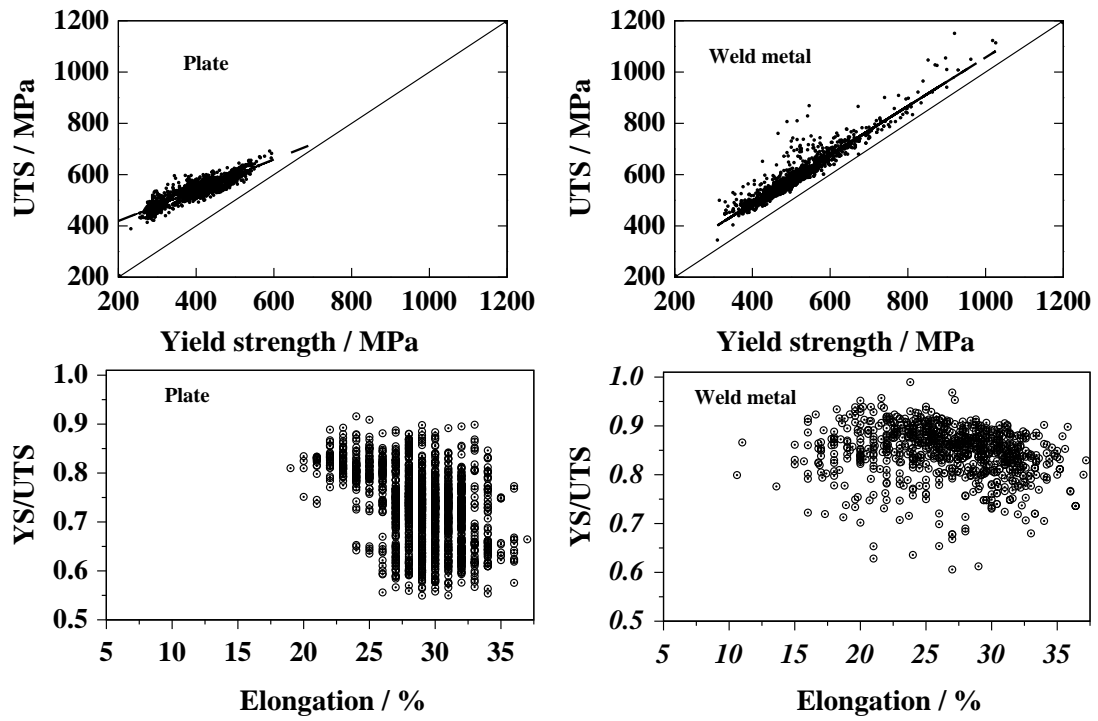 1200
1000
800
600
400
200
UTS / MPa
Plate
200 400 600 800 1000 1200
Yield strength / MPa
1200
1000
800
600
400
200
UTS / MPa
Weld metal
200 400 600 800 1000 1200
Yield strength / MPa
1.0
0.9
0.8
0.7
0.6
0.5
YS/UTS
Plate
5 10 15 20 25 30 35
Elongation / %
1.0
0.9
0.8
0.7
0.6
0.5
YS/UTS
Weld metal
5 10 15 20 25 30 35
Elongation / %